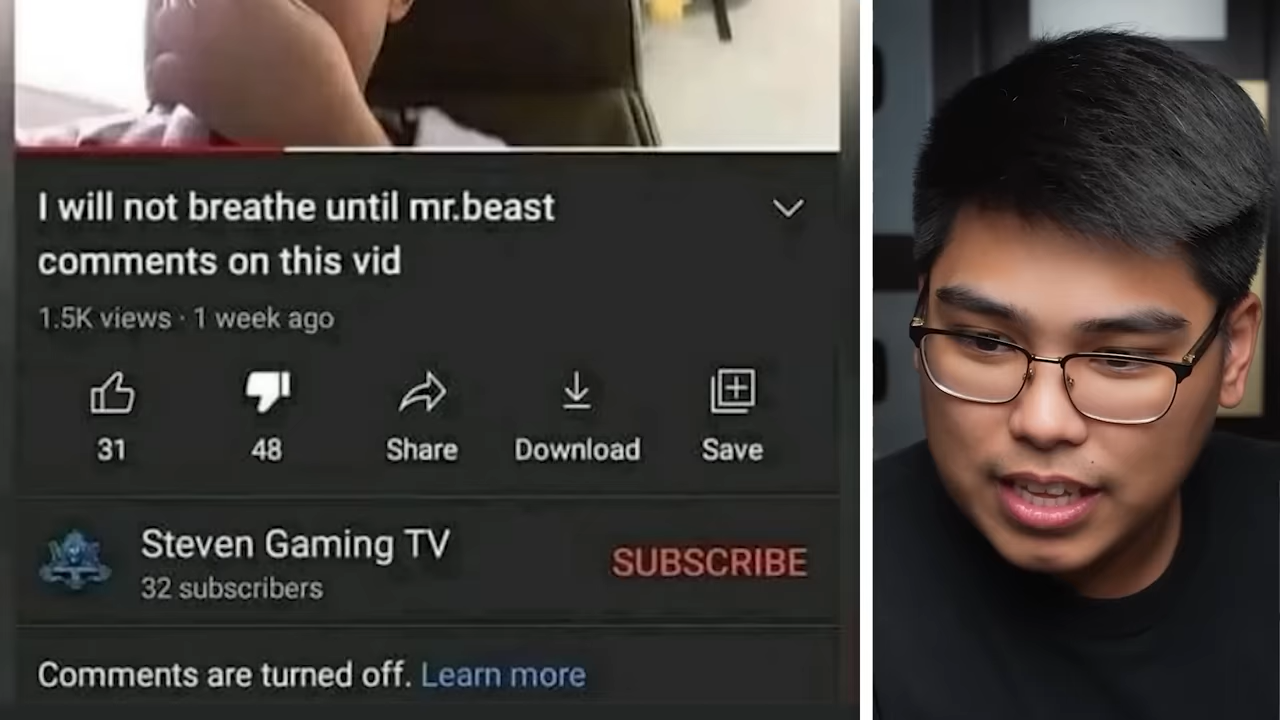 I will not breathe until mr.beast
comments on this vid
1.5K views · 1 week ago
31
48
Share
Download
Save
Steven Gaming TV
32 subscribers
SUBSCRIBE
Comments are turned off. Learn more